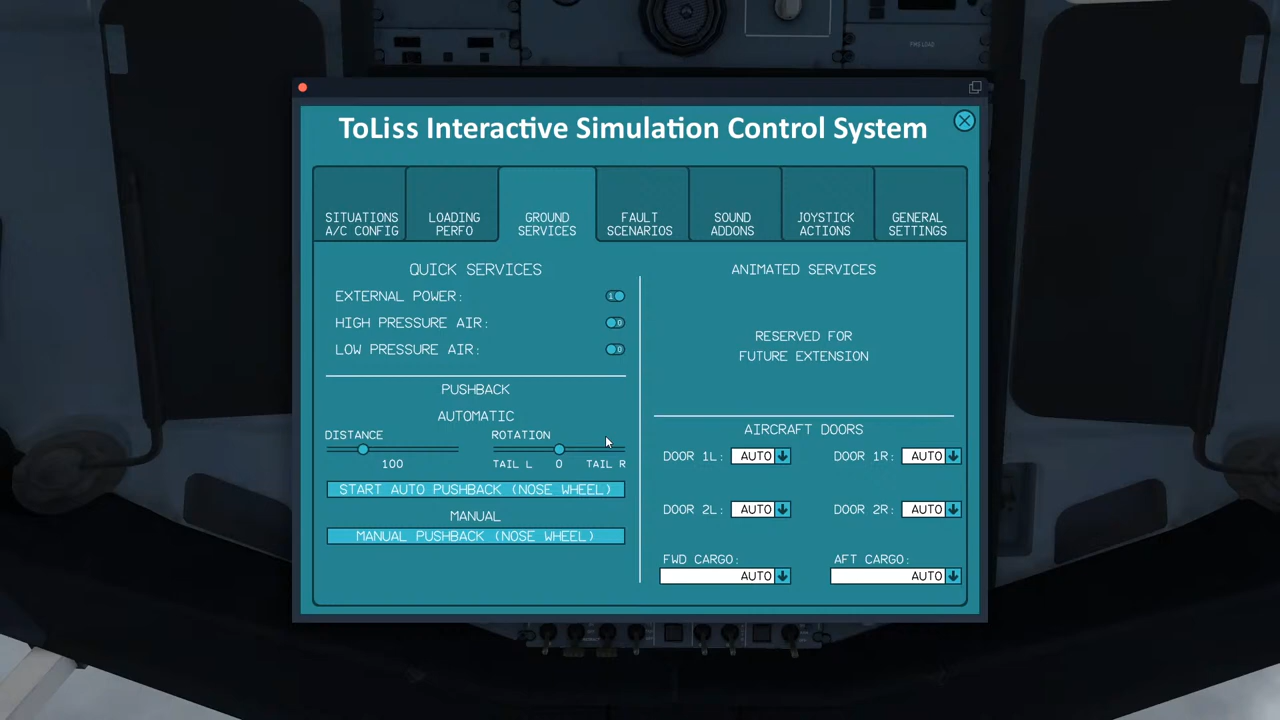 ToLiss Interactive Simulation Control System
SITUATIONS
A/C CONFIG
LOADING
PERFO
GROUND
SERVICES
FAULT
SCENARIOS
SOUND
ADDONS
JOYSTICK
ACTIONS
GENERAL
SETTINGS
QUICK SERVICES
EXTERNAL POWER: 1
HIGH PRESSURE AIR: 0
LOW PRESSURE AIR: 0
PUSHBACK
AUTOMATIC
DISTANCE
100
ROTATION
TAIL L 0 TAIL R
START AUTO PUSHBACK (NOSE WHEEL)
MANUAL
MANUAL PUSHBACK (NOSE WHEEL)
ANIMATED SERVICES
RESERVED FOR
FUTURE EXTENSION
AIRCRAFT DOORS
DOOR 1L: AUTO DOOR 1R: AUTO
DOOR 2L: AUTO DOOR 2R: AUTO
FWD CARGO: AFT CARGO:
AUTO AUTO